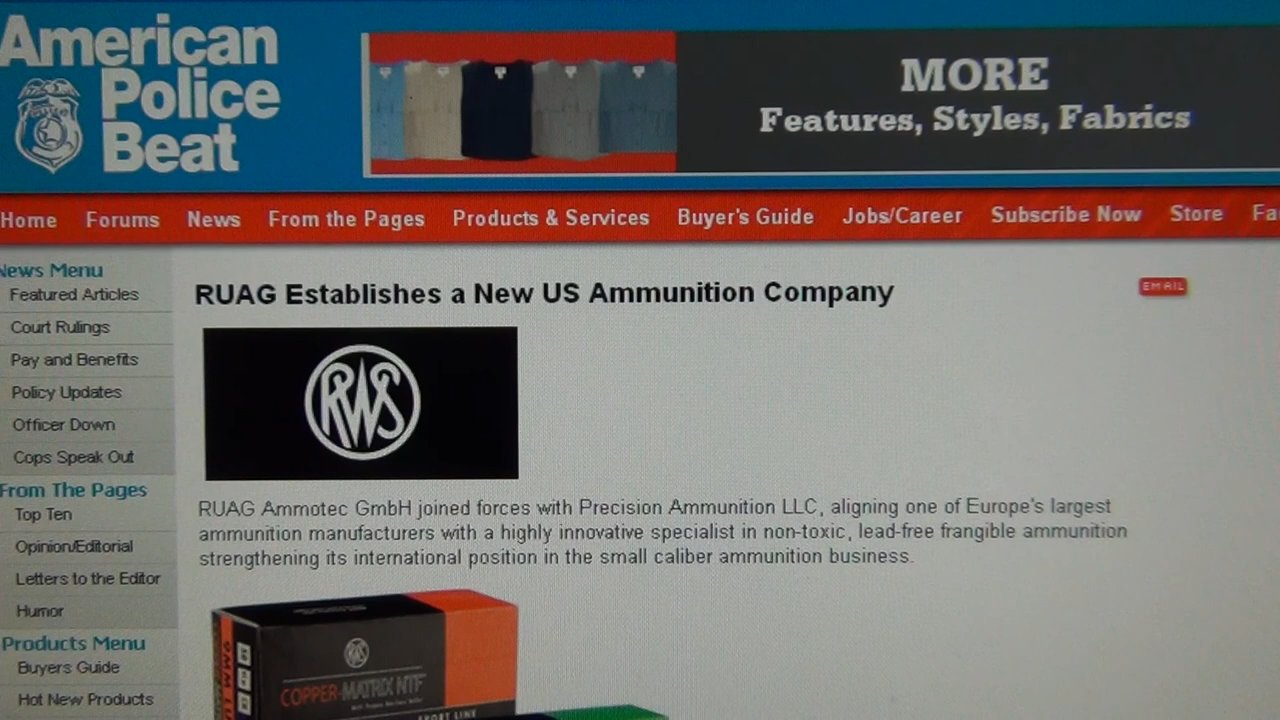 American
Police
Beat
MORE
Features, Styles, Fabrics
Home Forums News From the Pages Products & Services Buyer's Guide Jobs/Career Subscribe Now Store
News Menu
Featured Articles
Court Rulings
Pay and Benefits
Policy Updates
Officer Down
Cops Speak Out
From The Pages
Top Ten
Opinion/Editorial
Letters to the Editor
Humor
Products Menu
Buyers Guide
Hot New Products
RUAG Establishes a New US Ammunition Company
EMAIL
RWS
RUAG Ammotec GmbH joined forces with Precision Ammunition LLC, aligning one of Europe's largest
ammunition manufacturers with a highly innovative specialist in non-toxic, lead-free frangible ammunition
strengthening its international position in the small caliber ammunition business.
COPPER-MATRIX NTF
SPORT LINE
9MM LU